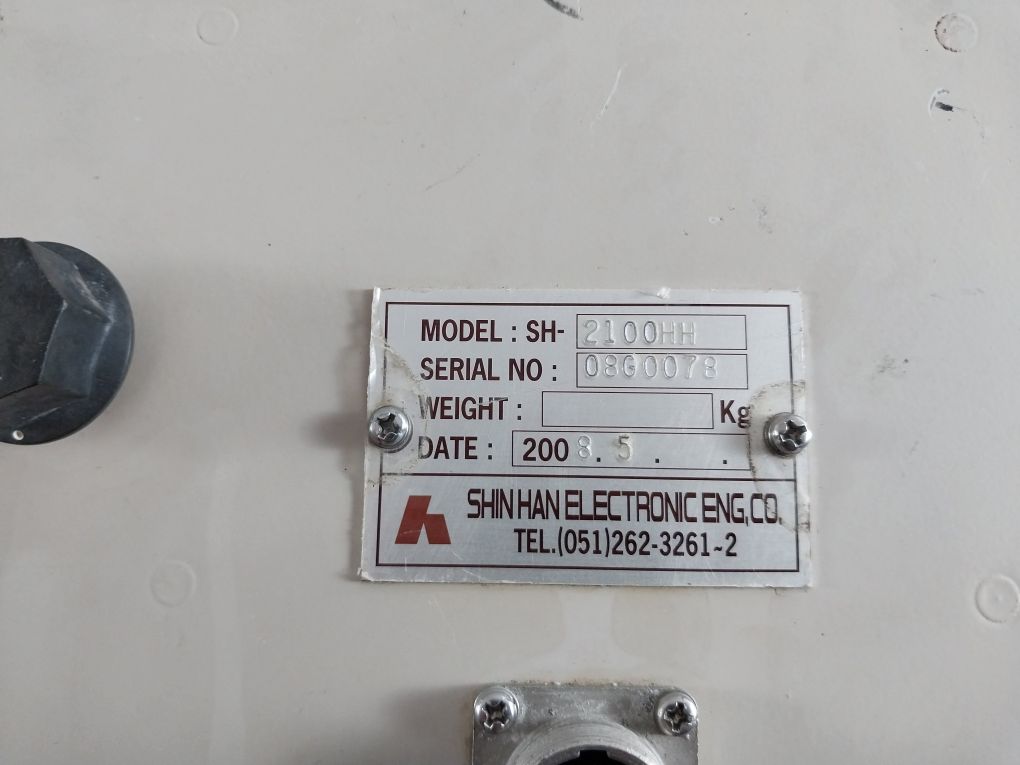 MODEL : SH- 2100HH
SERIAL NO : 08G0078
WEIGHT : Kg
DATE : 2008. 5 . .
SHIN HAN ELECTRONIC ENG,CO.
TEL.(051)262-3261~2